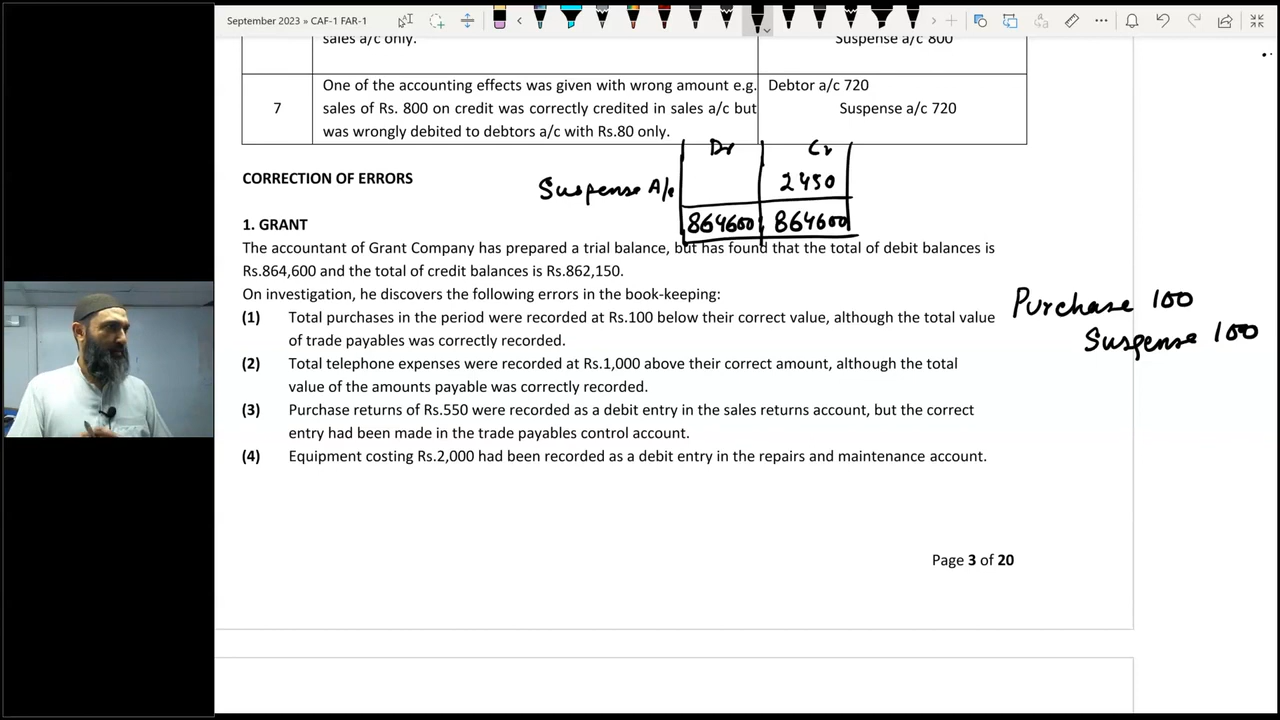 September 2023 » CAF-1 FAR-1
sales a/c only.
Suspense a/c 800
7
One of the accounting effects was given with wrong amount e.g.
sales of Rs. 800 on credit was correctly credited in sales a/c but
was wrongly debited to debtors a/c with Rs.80 only.
Debtor a/c 720
Suspense a/c 720
Dr Cr
CORRECTION OF ERRORS
Suspense A/c 2450
864600 864600
1. GRANT
The accountant of Grant Company has prepared a trial balance, but has found that the total of debit balances is
Rs.864,600 and the total of credit balances is Rs.862,150.
On investigation, he discovers the following errors in the book-keeping:
(1) Total purchases in the period were recorded at Rs.100 below their correct value, although the total value
of trade payables was correctly recorded.
Purchase 100
Suspense 100
(2) Total telephone expenses were recorded at Rs.1,000 above their correct amount, although the total
value of the amounts payable was correctly recorded.
(3) Purchase returns of Rs.550 were recorded as a debit entry in the sales returns account, but the correct
entry had been made in the trade payables control account.
(4) Equipment costing Rs.2,000 had been recorded as a debit entry in the repairs and maintenance account.
Page 3 of 20